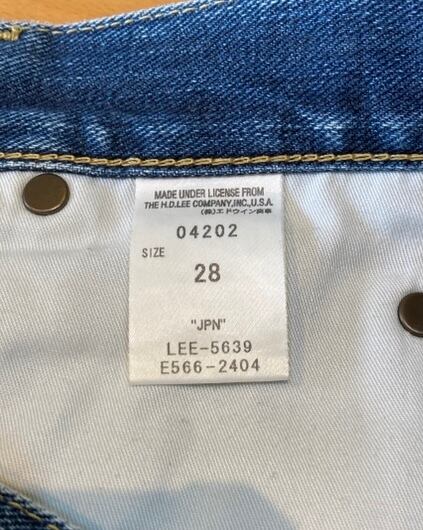 MADE UNDER LICENSE FROM
THE H.D.LEE COMPANY,INC.,U.S.A.
(株)エドウイン商事
04202
SIZE
28
"JPN"
LEE-5639
E566-2404